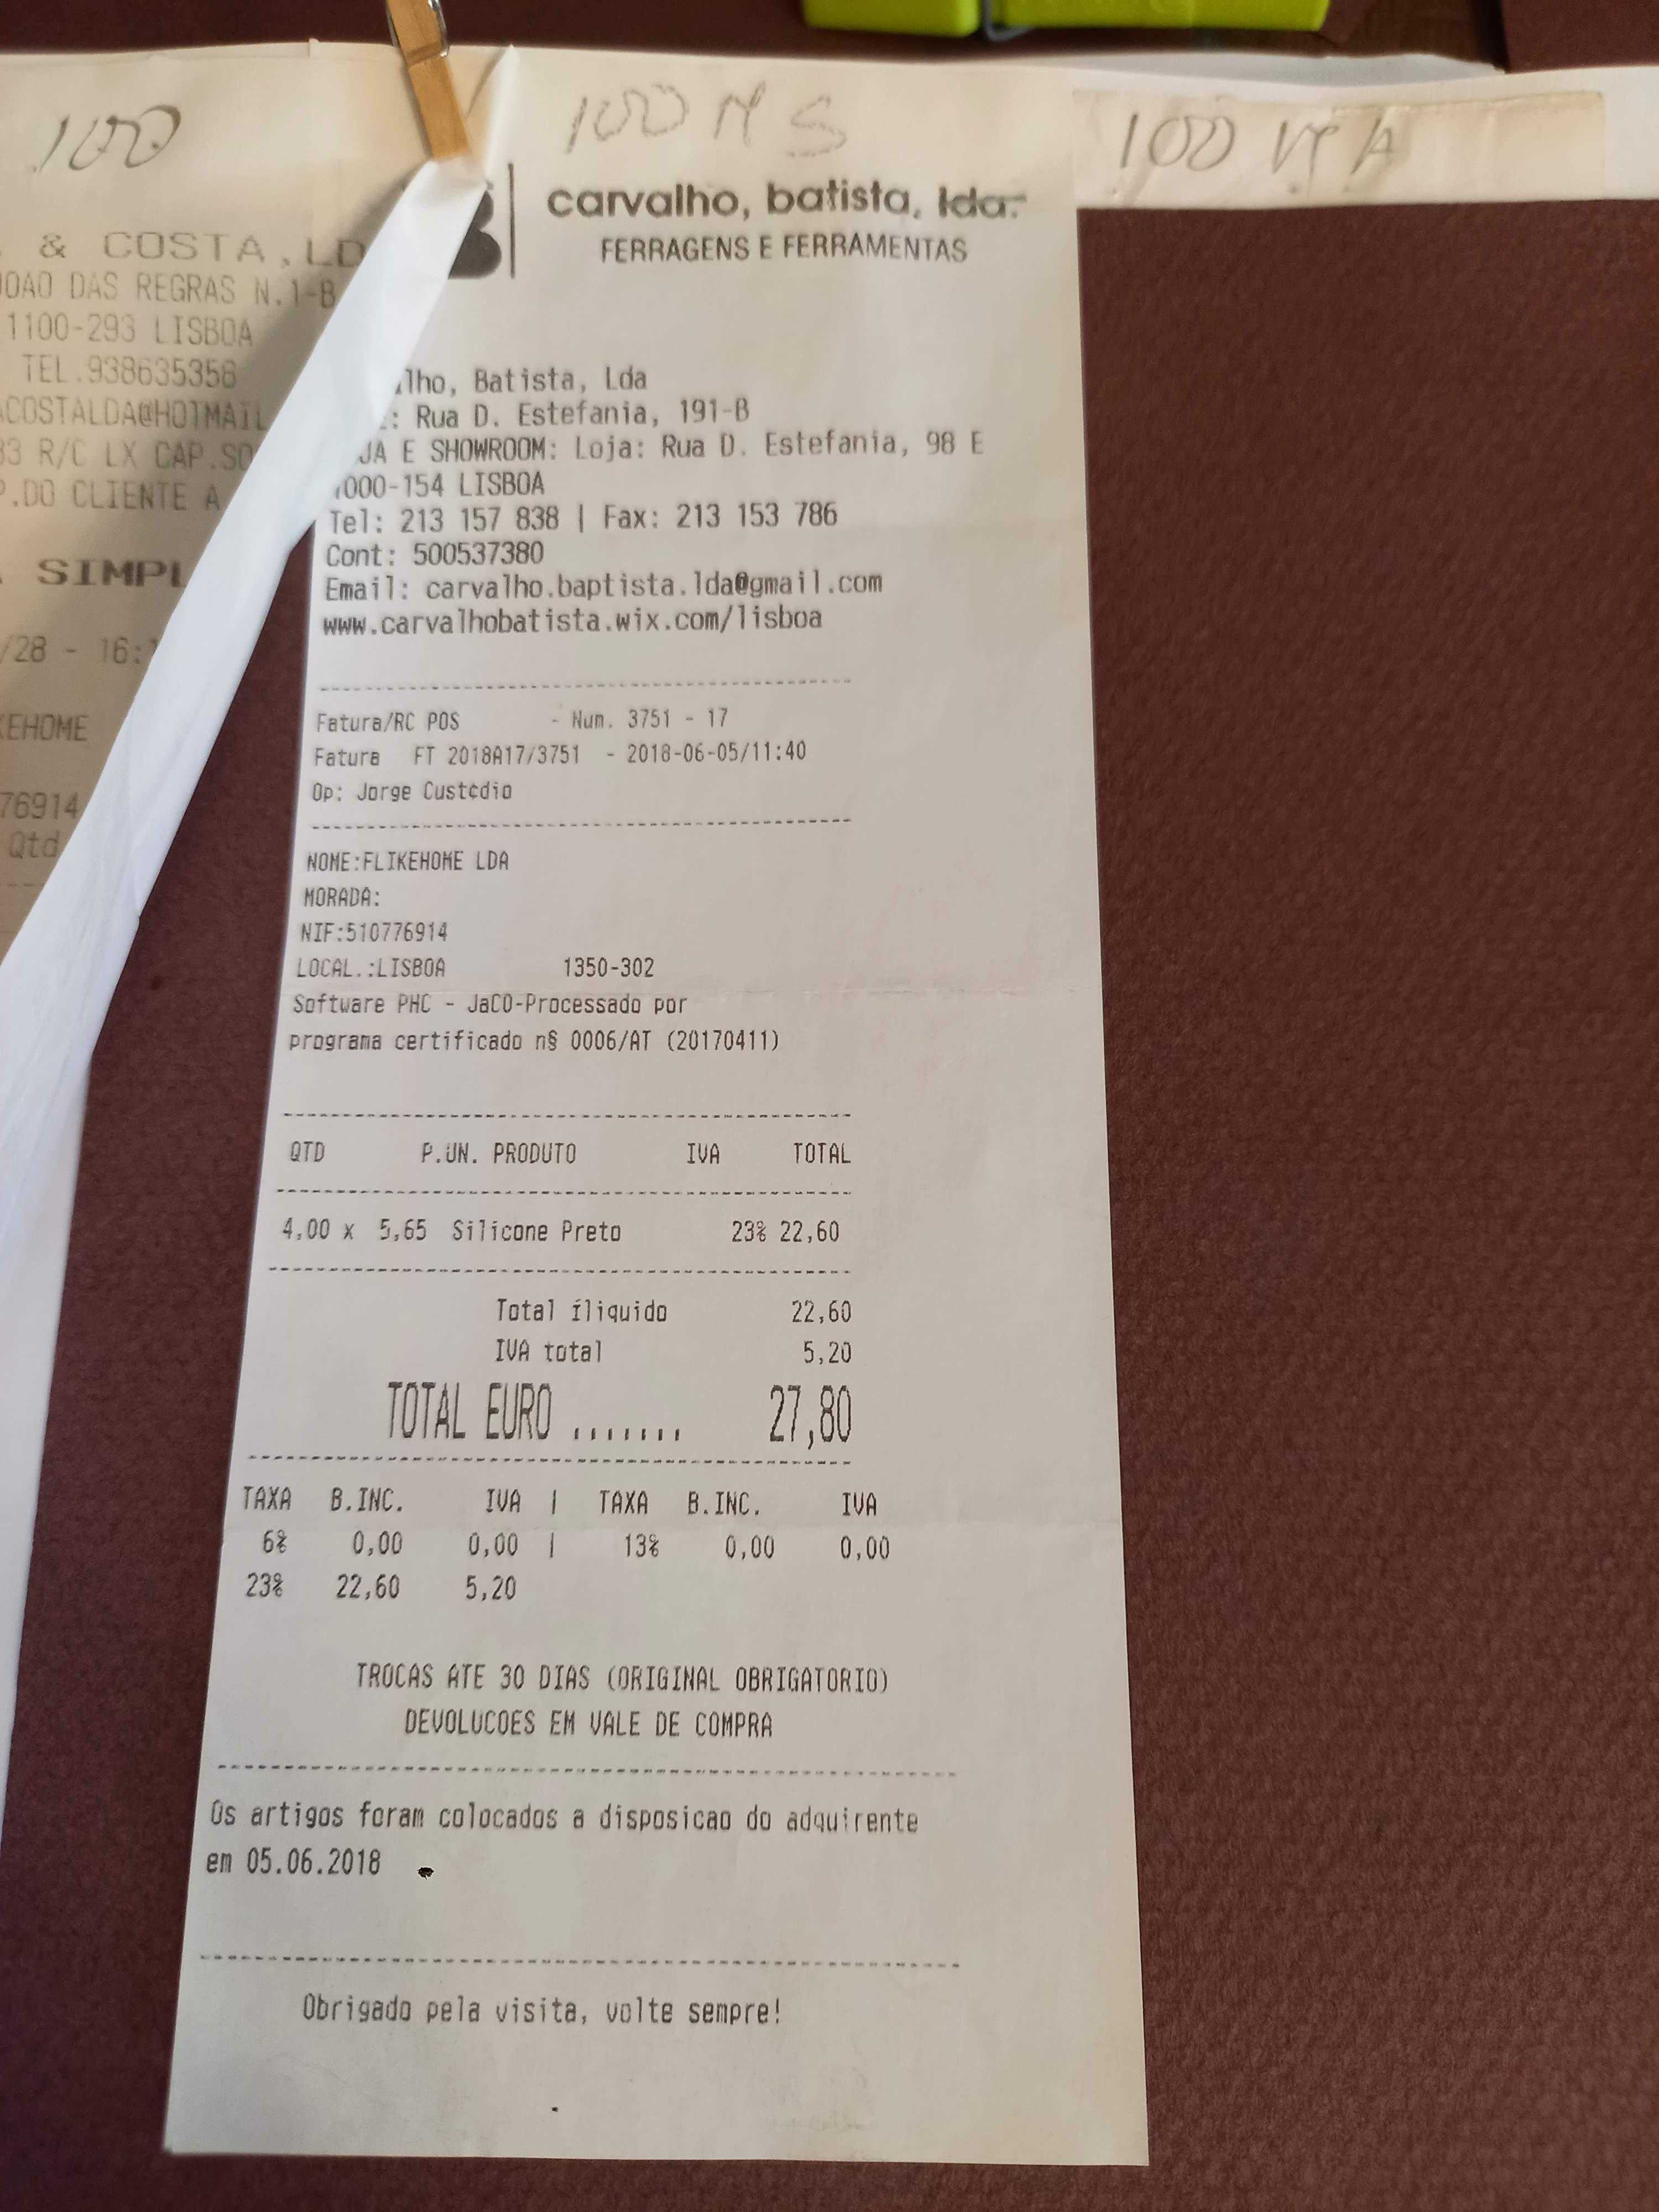 100
& COSTA,LD
JOAO DAS REGRAS N.1-B
1100-293 LISBOA
TEL.938635358
ACOSTALDA@HOTMAIL
33 R/C LX CAP.SO
P.DO CLIENTE A
SIMPL
/28 - 16:1
KEHOME
76914
Qtd
100 M S
carvalho, batista, lda.
FERRAGENS E FERRAMENTAS
lho, Batista, Lda
: Rua D. Estefania, 191-B
JA E SHOWROOM: Loja: Rua D. Estefania, 98 E
1000-154 LISBOA
Tel: 213 157 838 | Fax: 213 153 786
Cont: 500537380
Email: carvalho.baptista.lda@gmail.com
www.carvalhobatista.wix.com/lisboa
Fatura/RC POS - Num. 3751 - 17
Fatura FT 2018A17/3751 - 2018-06-05/11:40
Op: Jorge Custódio
NOME:FLIKEHOME LDA
MORADA:
NIF:510776914
LOCAL.:LISBOA 1350-302
Software PHC - JaCO-Processado por
programa certificado n§ 0006/AT (20170411)
QTD P.UN. PRODUTO IVA TOTAL
4,00 x 5,65 Silicone Preto 23% 22,60
Total íliquido 22,60
IVA total 5,20
TOTAL EURO ....... 27,80
TAXA B.INC. IVA | TAXA B.INC. IVA
6% 0,00 0,00 | 13% 0,00 0,00
23% 22,60 5,20
TROCAS ATE 30 DIAS (ORIGINAL OBRIGATORIO)
DEVOLUCOES EM VALE DE COMPRA
Os artigos foram colocados a disposicao do adquirente
em 05.06.2018
Obrigado pela visita, volte sempre!
100